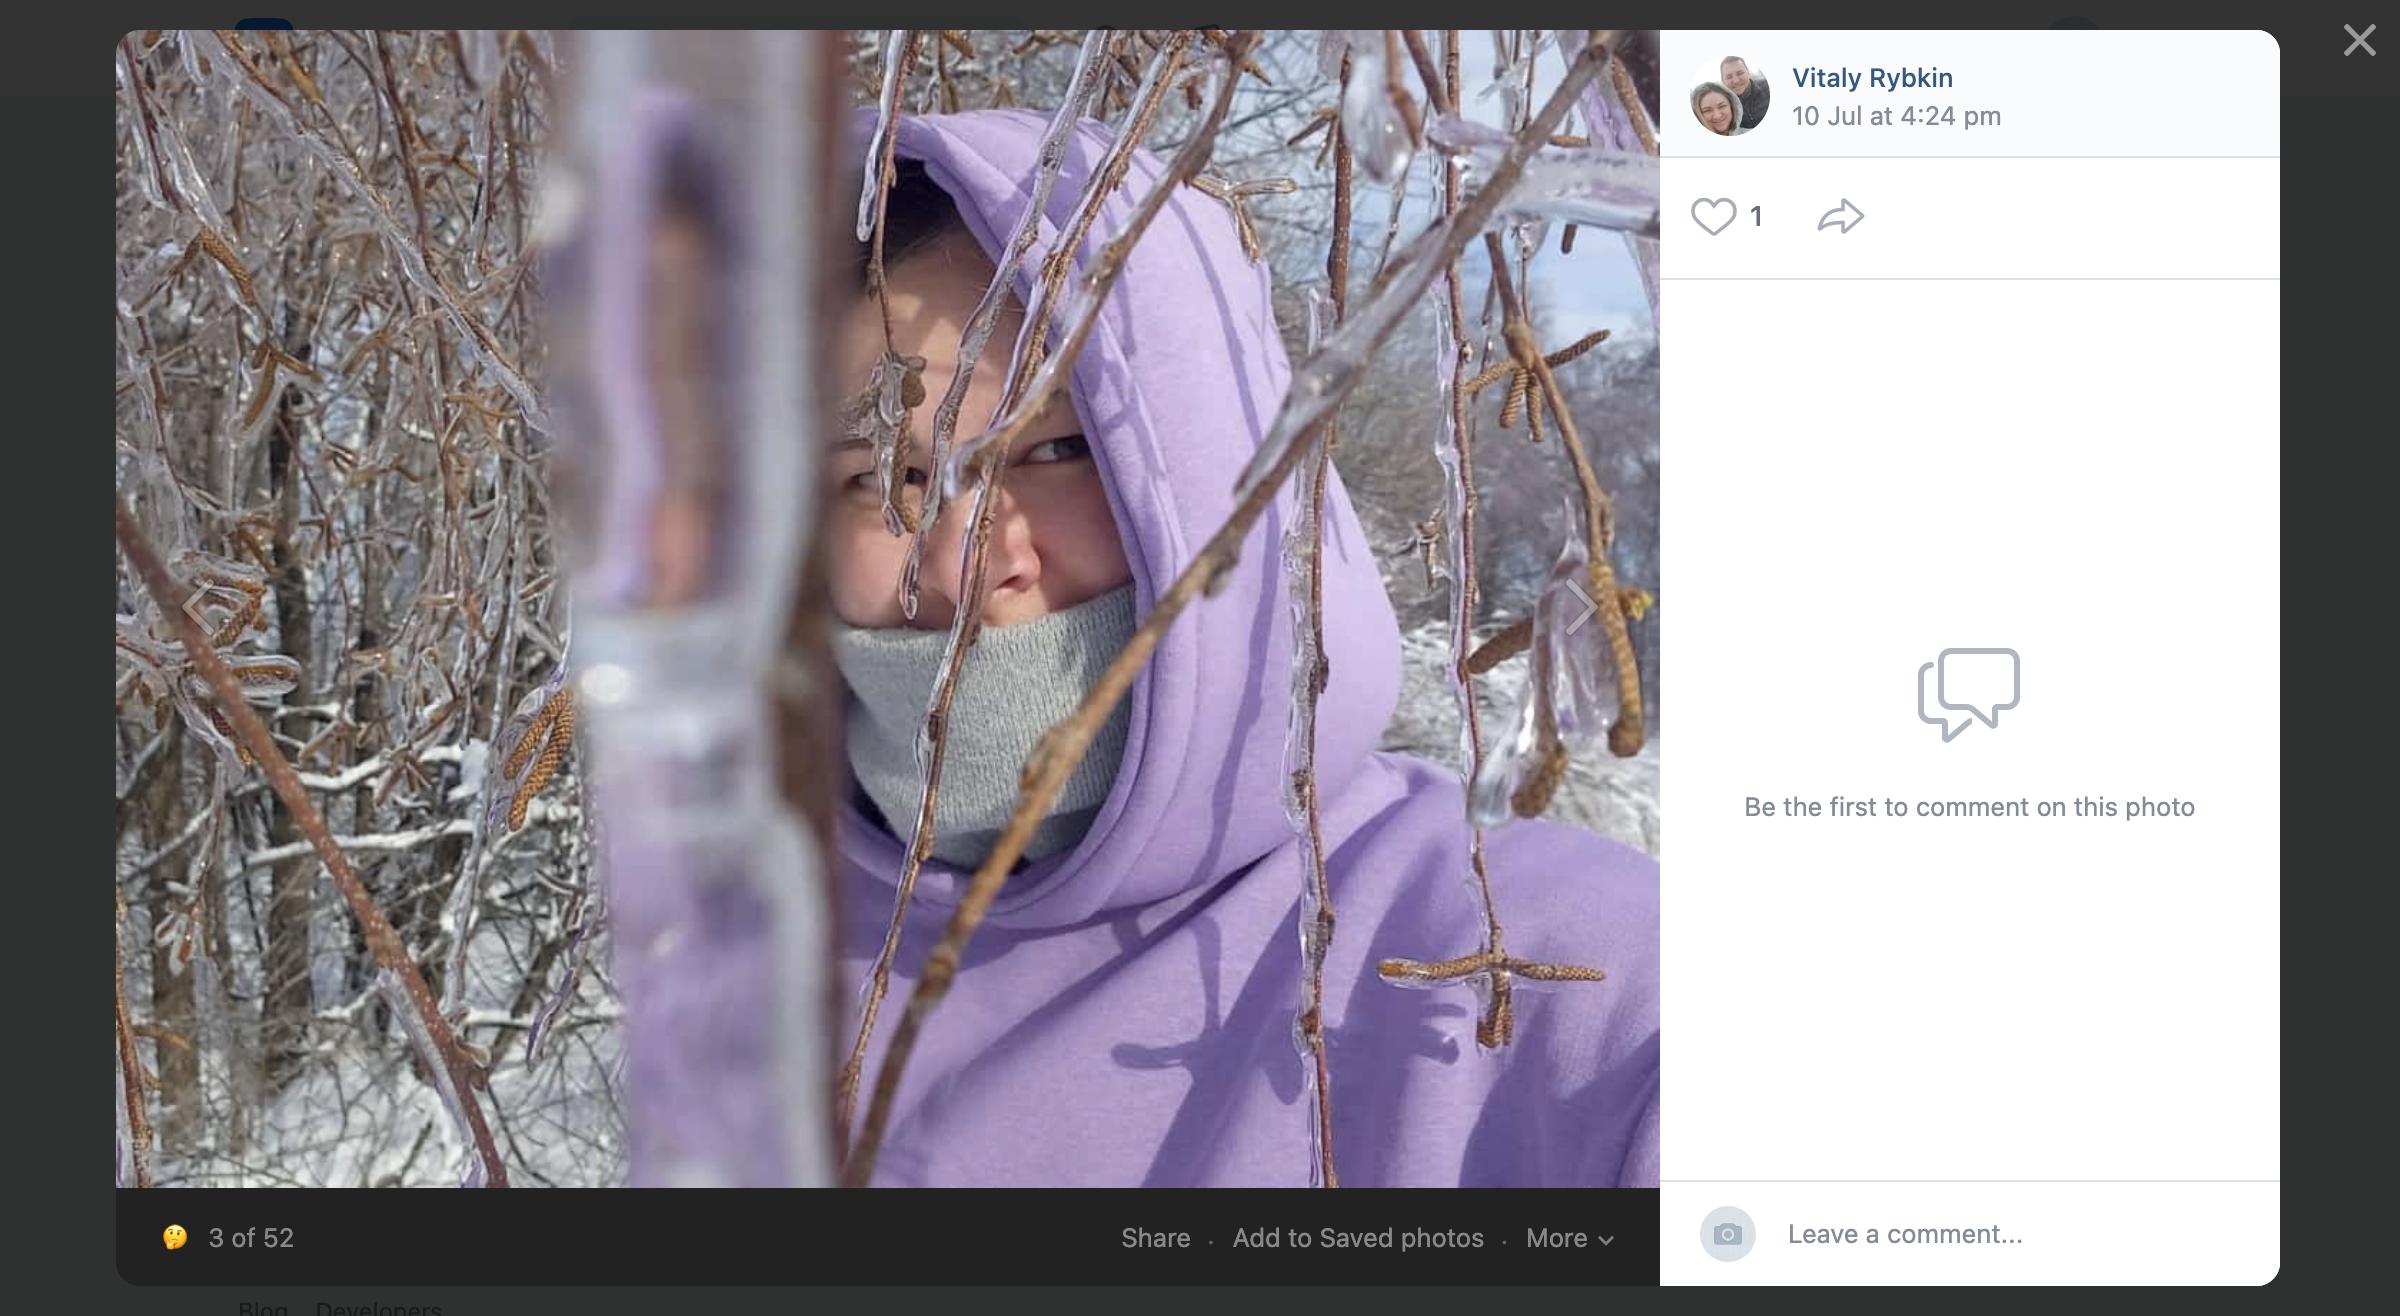 Vitaly Rybkin
10 Jul at 4:24 pm
1
Be the first to comment on this photo
Leave a comment...
🤔 3 of 52
Share · Add to Saved photos · More
Blog Developers